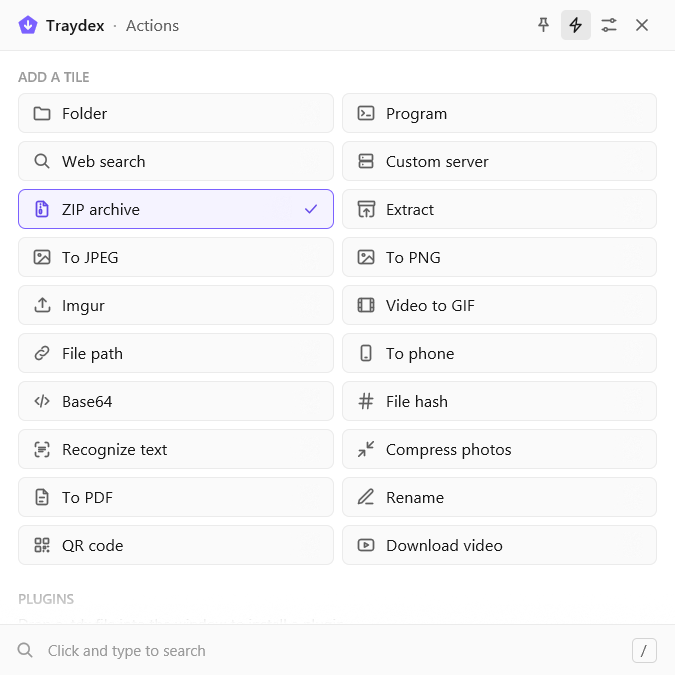 Traydex · Actions
ADD A TILE
Folder
Program
Web search
Custom server
ZIP archive
Extract
To JPEG
To PNG
Imgur
Video to GIF
File path
To phone
Base64
File hash
Recognize text
Compress photos
To PDF
Rename
QR code
Download video
PLUGINS
Click and type to search
/